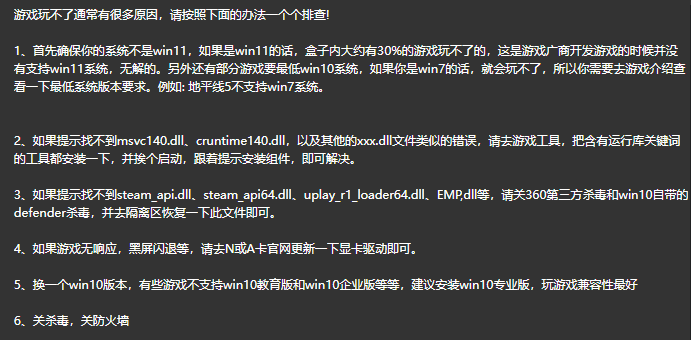 游戏玩不了通常有很多原因，请按照下面的办法一个个排查!
1、首先确保你的系统不是win11，如果是win11的话，盒子内大约有30%的游戏玩不了的，这是游戏广商开发游戏的时候并没
有支持win11系统，无解的。另外还有部分游戏要最低win10系统，如果你是win7的话，就会玩不了，所以你需要去游戏介绍查
看一下最低系统版本要求。例如: 地平线5不支持win7系统。
2、如果提示找不到msvc140.dll、cruntime140.dll，以及其他的xxx.dll文件类似的错误，请去游戏工具，把含有运行库关键词
的工具都安装一下，并挨个启动，跟着提示安装组件，即可解决。
3、如果提示找不到steam_api.dll、steam_api64.dll、uplay_r1_loader64.dll、EMP,dll等，请关360第三方杀毒和win10自带的
defender杀毒，并去隔离区恢复一下此文件即可。
4、如果游戏无响应，黑屏闪退等，请去N或A卡官网更新一下显卡驱动即可。
5、换一个win10版本，有些游戏不支持win10教育版和win10企业版等等，建议安装win10专业版，玩游戏兼容性最好
6、关杀毒，关防火墙